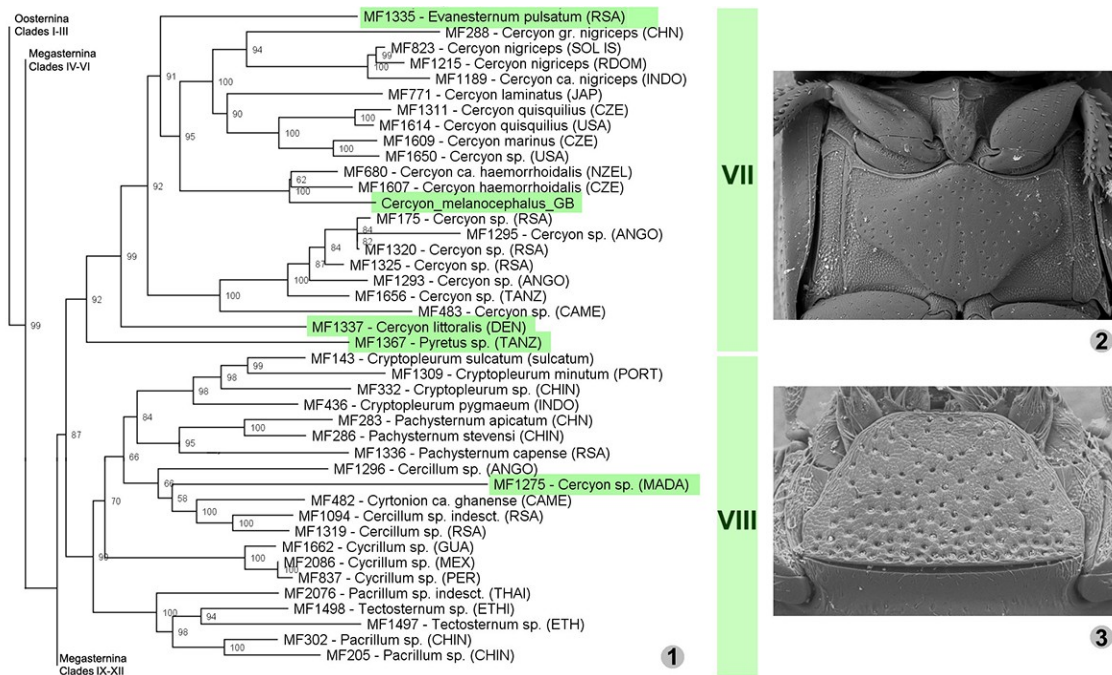 Oosternina
Clades I-III
Megasternina
Clades IV-VI
MF1335 - Evanesternum pulsatum (RSA)
MF288 - Cercyon gr. nigriceps (CHN)
94
MF823 - Cercyon nigriceps (SOL IS)
99
MF1215 - Cercyon nigriceps (RDOM)
100
MF1189 - Cercyon ca. nigriceps (INDO)
91
100
MF771 - Cercyon laminatus (JAP)
90
MF1311 - Cercyon quisquilius (CZE)
100
MF1614 - Cercyon quisquilius (USA)
95
100
MF1609 - Cercyon marinus (CZE)
100
MF1650 - Cercyon sp. (USA)
MF680 - Cercyon ca. haemorrhoidalis (NZEL)
62
MF1607 - Cercyon haemorrhoidalis (CZE)
100
Cercyon_melanocephalus_GB
92
MF175 - Cercyon sp. (RSA)
84
MF1295 - Cercyon sp. (ANGO)
82
MF1320 - Cercyon sp. (RSA)
84
MF1325 - Cercyon sp. (RSA)
87
MF1293 - Cercyon sp. (ANGO)
100
MF1656 - Cercyon sp. (TANZ)
100
MF483 - Cercyon sp. (CAME)
99
MF1337 - Cercyon littoralis (DEN)
92
MF1367 - Pyretus sp. (TANZ)
99
MF143 - Cryptopleurum sulcatum (sulcatum)
99
MF1309 - Cryptopleurum minutum (PORT)
98
MF332 - Cryptopleurum sp. (CHIN)
98
MF436 - Cryptopleurum pygmaeum (INDO)
84
MF283 - Pachysternum apicatum (CHN)
100
MF286 - Pachysternum stevensi (CHIN)
95
MF1336 - Pachysternum capense (RSA)
87
66
MF1296 - Cercillum sp. (ANGO)
66
MF1275 - Cercyon sp. (MADA)
58
MF482 - Cyrtonion ca. ghanense (CAME)
100
MF1094 - Cercillum sp. indesct. (RSA)
100
MF1319 - Cercillum sp. (RSA)
70
MF1662 - Cycrillum sp. (GUA)
100
MF2086 - Cycrillum sp. (MEX)
100
MF837 - Cycrillum sp. (PER)
MF2076 - Pacrillum sp. indesct. (THAI)
100
MF1498 - Tectosternum sp. (ETHI)
94
MF1497 - Tectosternum sp. (ETH)
98
MF302 - Pacrillum sp. (CHIN)
100
MF205 - Pacrillum sp. (CHIN)
Megasternina
Clades IX-XII
1
VII
VIII
2
3